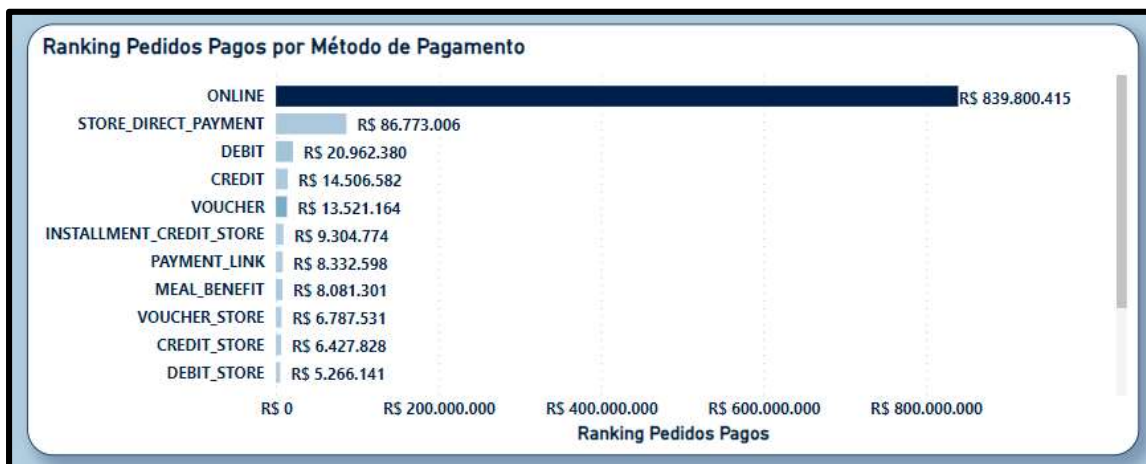 Ranking Pedidos Pagos por Método de Pagamento
ONLINE R$ 839.800.415
STORE_DIRECT_PAYMENT R$ 86.773.006
DEBIT R$ 20.962.380
CREDIT R$ 14.506.582
VOUCHER R$ 13.521.164
INSTALLMENT_CREDIT_STORE R$ 9.304.774
PAYMENT_LINK R$ 8.332.598
MEAL_BENEFIT R$ 8.081.301
VOUCHER_STORE R$ 6.787.531
CREDIT_STORE R$ 6.427.828
DEBIT_STORE R$ 5.266.141
R$ 0 R$ 200.000.000 R$ 400.000.000 R$ 600.000.000 R$ 800.000.000
Ranking Pedidos Pagos